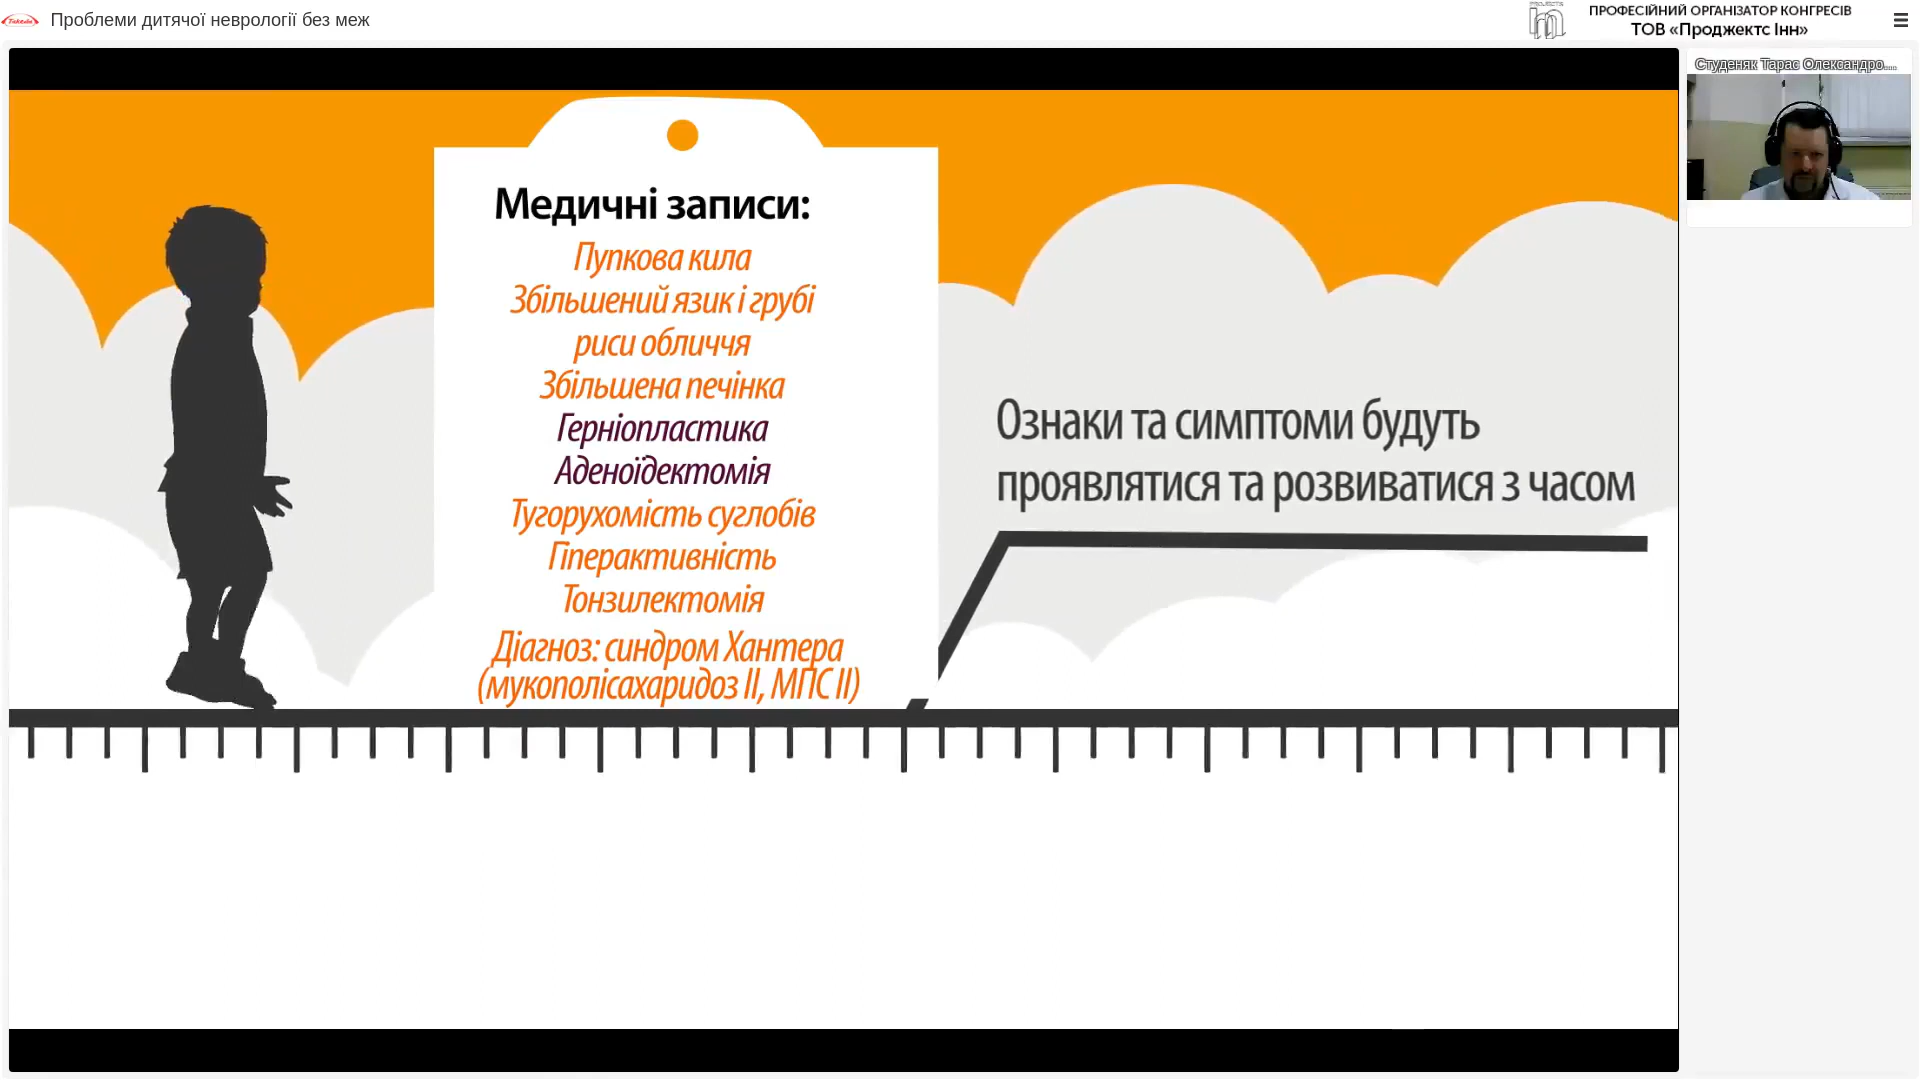 Takeda
Проблеми дитячої неврології без меж
ПРОФЕСІЙНИЙ ОРГАНІЗАТОР КОНГРЕСІВ
ТОВ «Проджектс Інн»
Студеняк Тарас Олександро...
Медичні записи:
Пупкова кила
Збільшений язик і грубі
риси обличчя
Збільшена печінка
Герніопластика
Аденоїдектомія
Тугорухомість суглобів
Гіперактивність
Тонзилектомія
Діагноз: синдром Хантера
(мукополісахаридоз II, МПС II)
Ознаки та симптоми будуть
проявлятися та розвиватися з часом